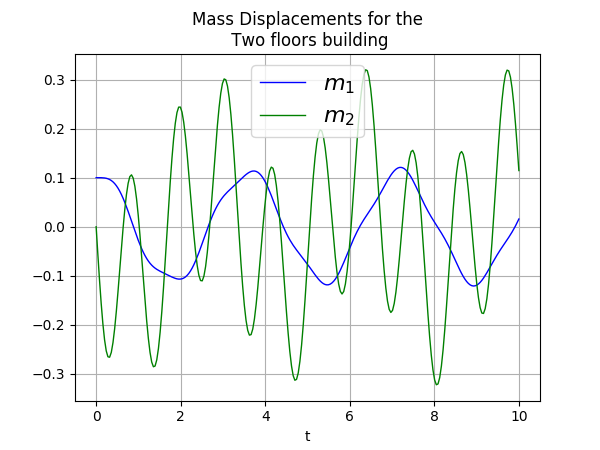 Mass Displacements for the
Two floors building
m1
m2
0.3
0.2
0.1
0.0
−0.1
−0.2
−0.3
0 2 4 6 8 10
t